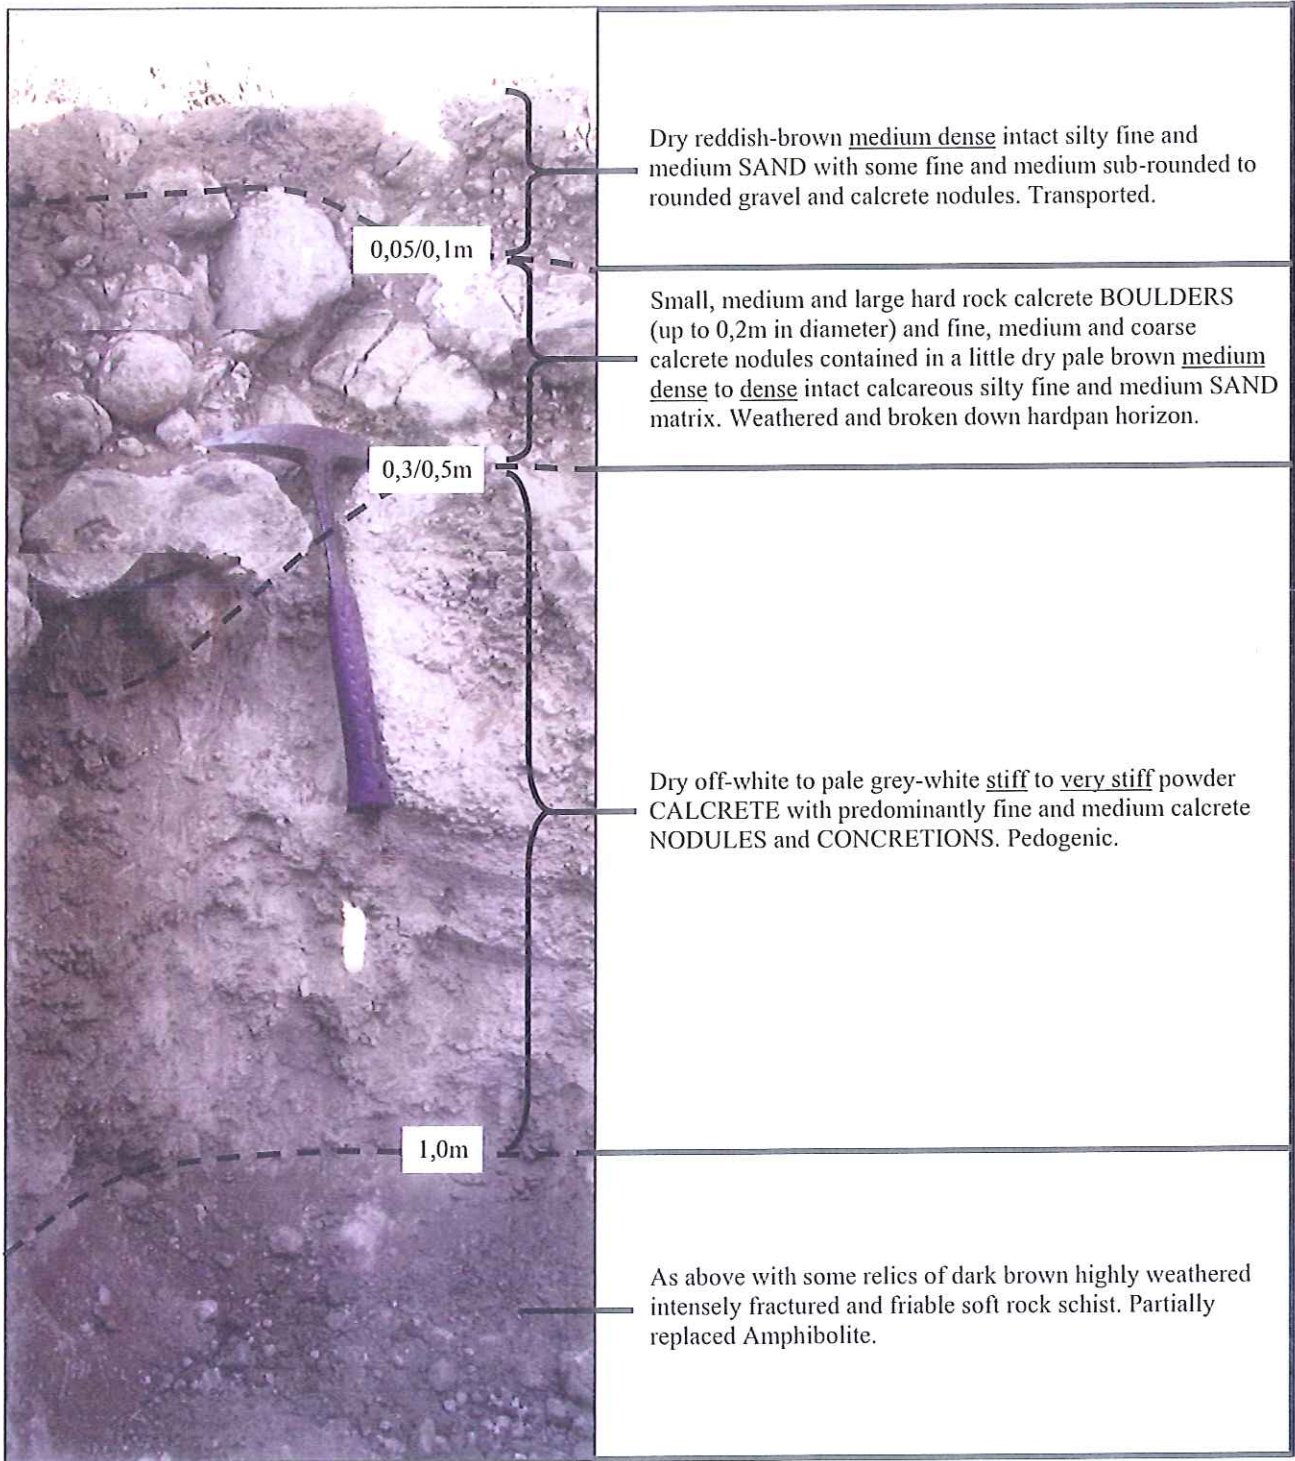 Dry reddish-brown medium dense intact silty fine and
medium SAND with some fine and medium sub-rounded to
rounded gravel and calcrete nodules. Transported.
0,05/0,1m
Small, medium and large hard rock calcrete BOULDERS
(up to 0,2m in diameter) and fine, medium and coarse
calcrete nodules contained in a little dry pale brown medium
dense to dense intact calcareous silty fine and medium SAND
matrix. Weathered and broken down hardpan horizon.
0,3/0,5m
Dry off-white to pale grey-white stiff to very stiff powder
CALCRETE with predominantly fine and medium calcrete
NODULES and CONCRETIONS. Pedogenic.
1,0m
As above with some relics of dark brown highly weathered
intensely fractured and friable soft rock schist. Partially
replaced Amphibolite.